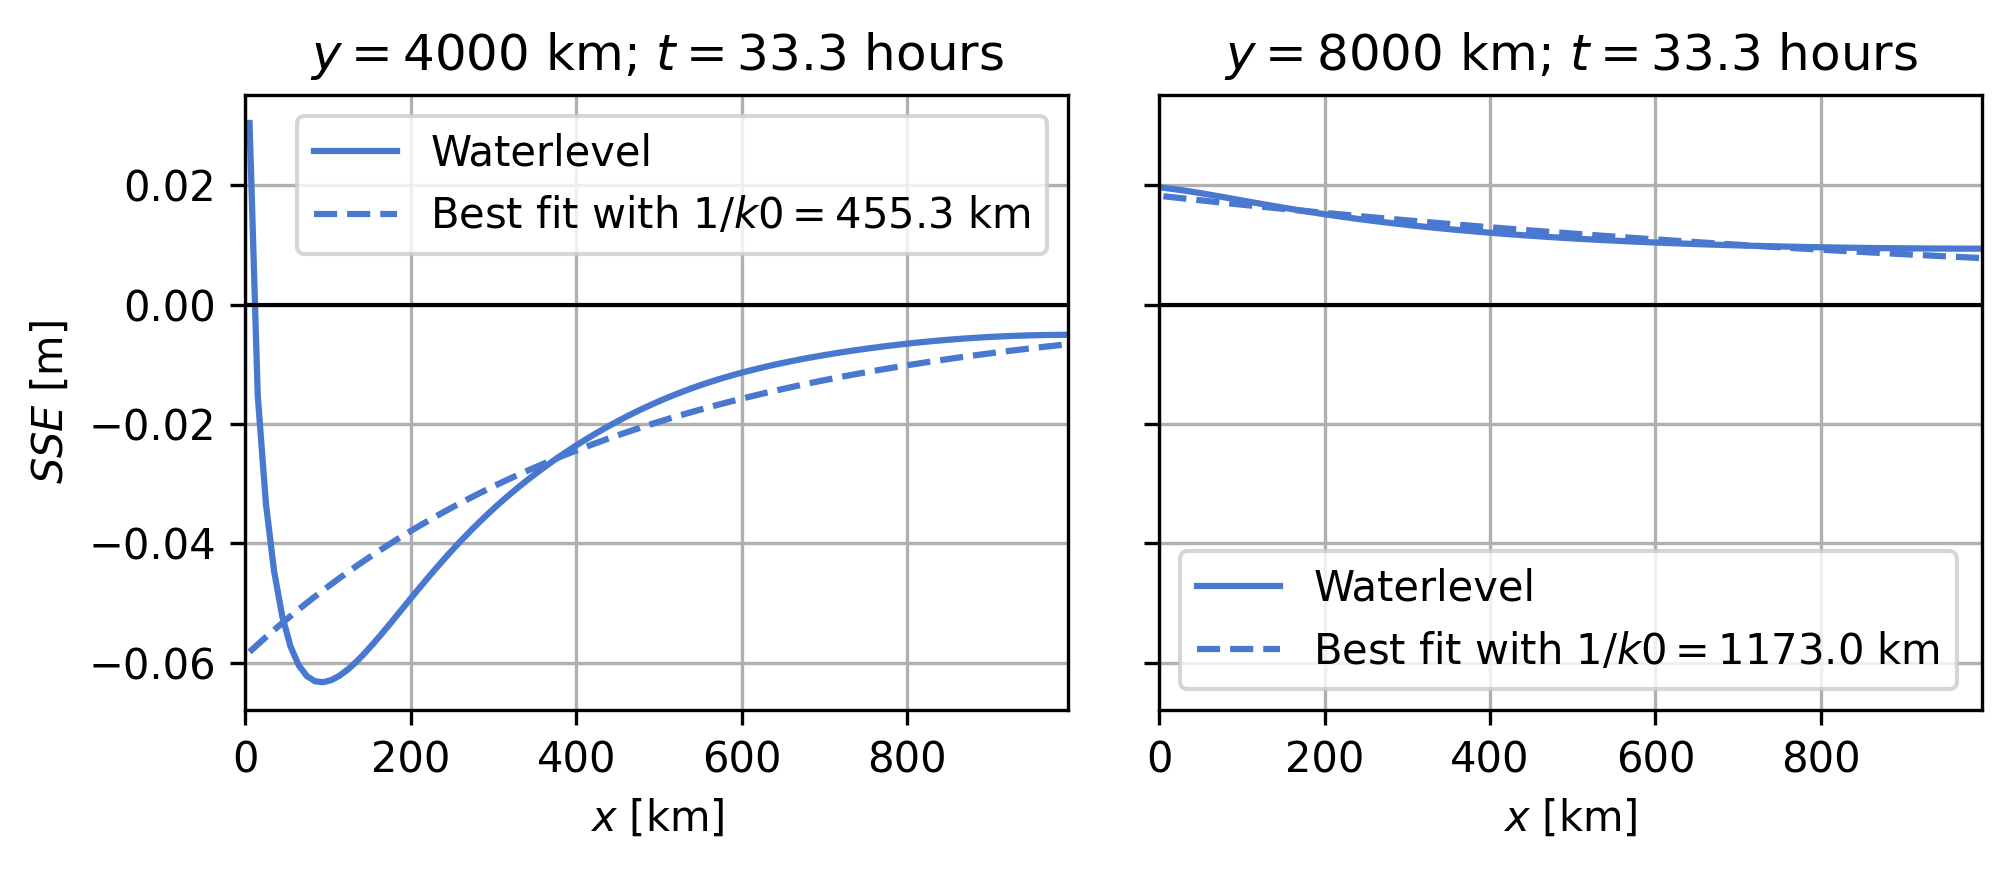 y = 4000 km; t = 33.3 hours
Waterlevel
Best fit with 1/k0 = 455.3 km
0.02
0.00
−0.02
−0.04
−0.06
SSE [m]
0 200 400 600 800
x [km]
y = 8000 km; t = 33.3 hours
Waterlevel
Best fit with 1/k0 = 1173.0 km
0 200 400 600 800
x [km]